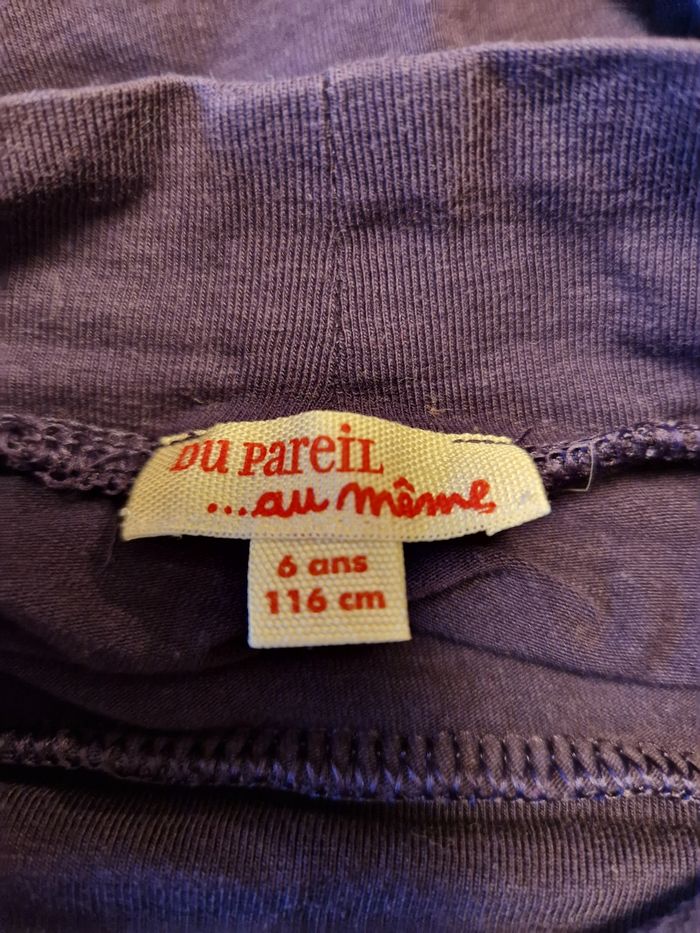 DU PAREIL
...au même
6 ans
116 cm